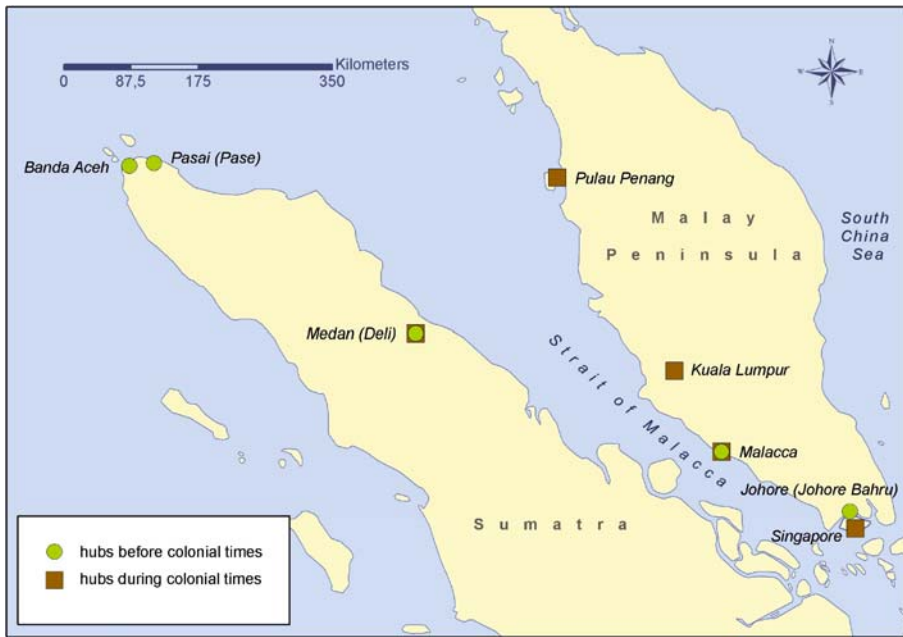 Kilometers
0 87,5 175 350
N
W E
S
Banda Aceh
Pasai (Pase)
Pulau Penang
M a l a y
P e n i n s u l a
South
China
Sea
Medan (Deli)
Strait of Malacca
Kuala Lumpur
Malacca
Johore (Johore Bahru)
Singapore
S u m a t r a
hubs before colonial times
hubs during colonial times